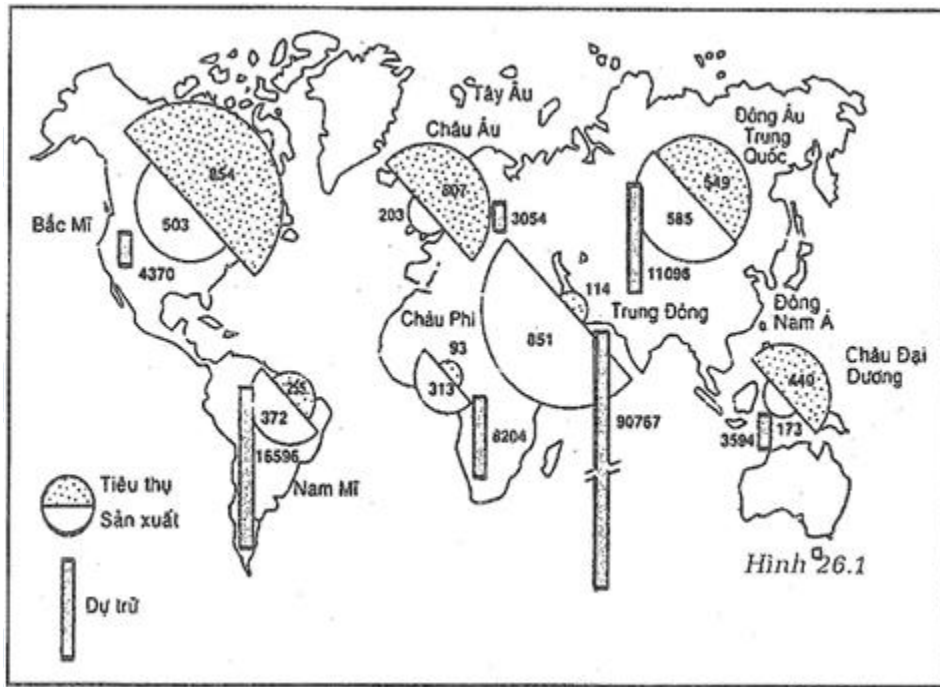 Tây Âu
Châu Âu
Đông Âu
Trung
Quốc
854
807
549
Bắc Mĩ
503
203
3054
585
4370
11096
114
Trung Đông
Đông
Nam Á
Châu Phi
851
93
Châu Đại
Dương
313
255
449
372
8204
90767
3594
173
16596
Nam Mĩ
Tiêu thụ
Sản xuất
Dự trữ
Hình 26.1